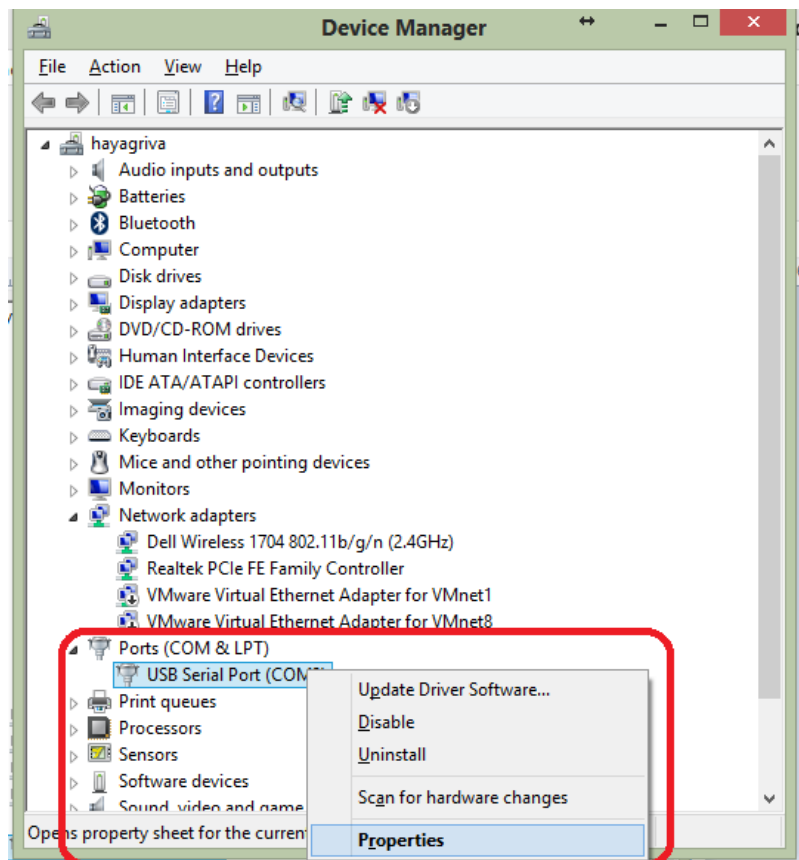 Device Manager
File Action View Help
hayagriva
Audio inputs and outputs
Batteries
Bluetooth
Computer
Disk drives
Display adapters
DVD/CD-ROM drives
Human Interface Devices
IDE ATA/ATAPI controllers
Imaging devices
Keyboards
Mice and other pointing devices
Monitors
Network adapters
Dell Wireless 1704 802.11b/g/n (2.4GHz)
Realtek PCIe FE Family Controller
VMware Virtual Ethernet Adapter for VMnet1
VMware Virtual Ethernet Adapter for VMnet8
Ports (COM & LPT)
USB Serial Port
Print queues
Processors
Sensors
Software devices
Sound, video and game
Opens property sheet for the current
Update Driver Software...
Disable
Uninstall
Scan for hardware changes
Properties